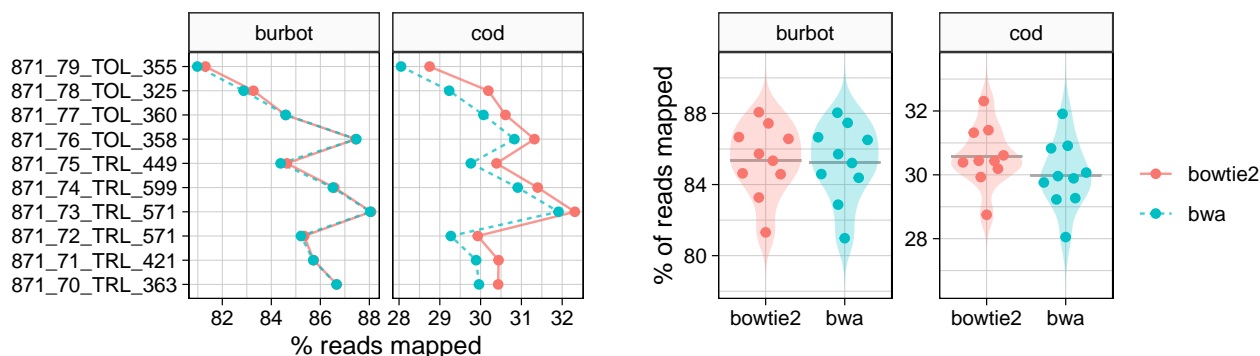 burbot
cod
871_79_TOL_355
871_78_TOL_325
871_77_TOL_360
871_76_TOL_358
871_75_TRL_449
871_74_TRL_599
871_73_TRL_571
871_72_TRL_571
871_71_TRL_421
871_70_TRL_363
82 84 86 88
28 29 30 31 32
% reads mapped
burbot
cod
% of reads mapped
88
84
80
32
30
28
bowtie2 bwa
bowtie2 bwa
bowtie2
bwa